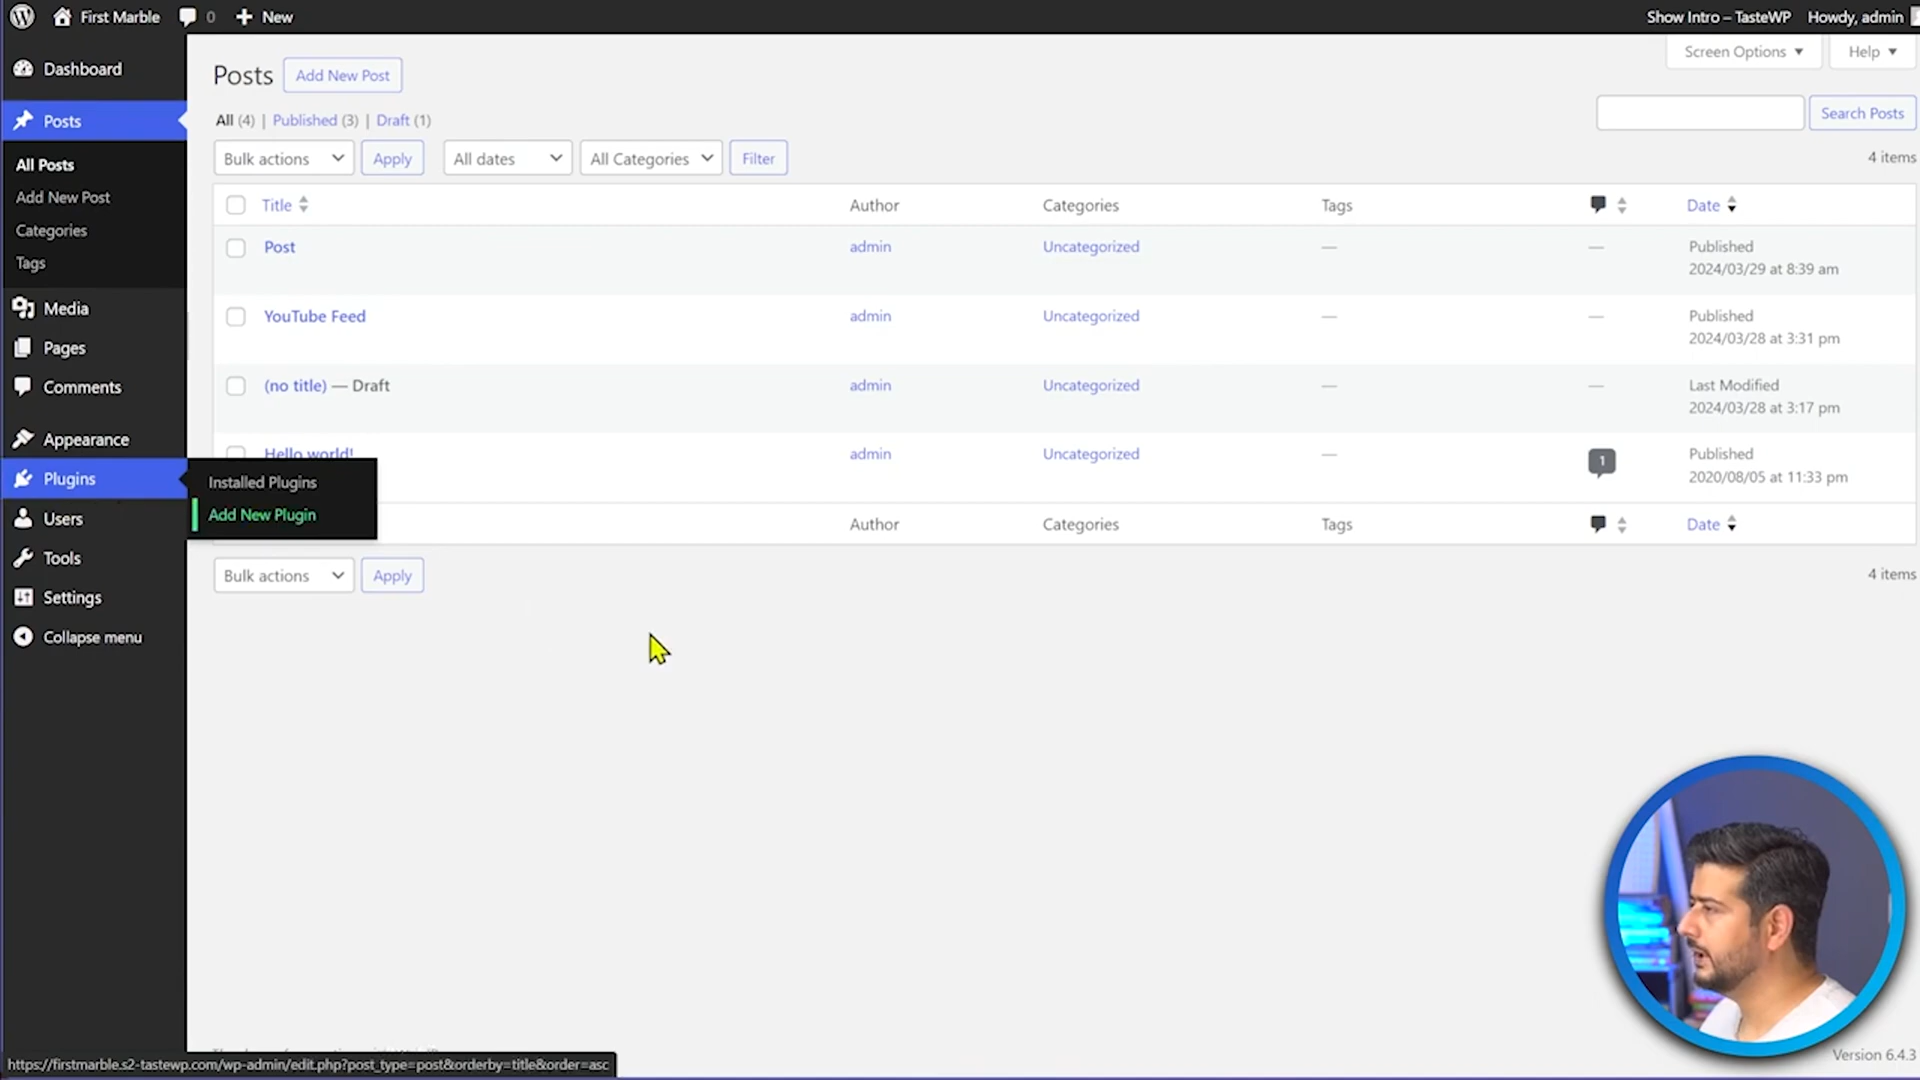 First Marble 0 New Show Intro – TasteWP Howdy, admin
Dashboard
Posts
All Posts
Add New Post
Categories
Tags
Media
Pages
Comments
Appearance
Plugins
Installed Plugins
Add New Plugin
Users
Tools
Settings
Collapse menu
Screen Options Help
Posts Add New Post
All (4) | Published (3) | Draft (1)
Search Posts
Bulk actions Apply All dates All Categories Filter
4 items
Title Author Categories Tags Date
Post admin Uncategorized — — Published
2024/03/29 at 8:39 am
YouTube Feed admin Uncategorized — — Published
2024/03/28 at 3:31 pm
(no title) — Draft admin Uncategorized — — Last Modified
2024/03/28 at 3:17 pm
Hello world! admin Uncategorized — 1 Published
2020/08/05 at 11:33 pm
Author Categories Tags Date
Bulk actions Apply
4 items
https://firstmarble.s2-tastewp.com/wp-admin/edit.php?post_type=post&orderby=title&order=asc
Version 6.4.3